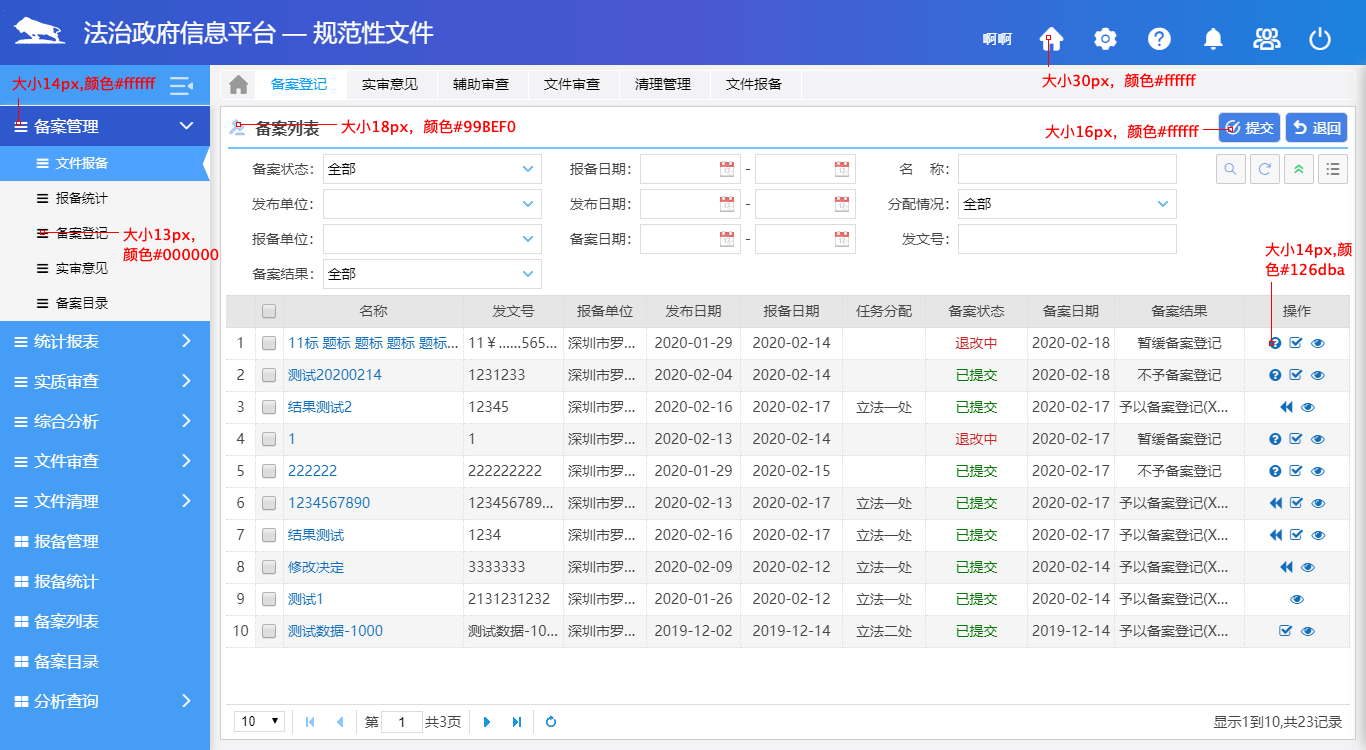 法治政府信息平台 — 规范性文件
啊啊
大小30px，颜色#ffffff
大小14px,颜色#ffffff
备案登记 实审意见 辅助审查 文件审查 清理管理 文件报备
备案管理
文件报备
报备统计
备案登记
大小13px，
颜色#000000
实审意见
备案目录
统计报表
实质审查
综合分析
文件审查
文件清理
报备管理
报备统计
备案列表
备案目录
分析查询
备案列表
大小18px，颜色#99BEF0
大小16px，颜色#ffffff
提交 退回
备案状态： 全部 报备日期： - 名 称：
发布单位： 发布日期： - 分配情况： 全部
报备单位： 备案日期： - 发文号：
备案结果： 全部
大小14px,颜
色#126dba
名称 发文号 报备单位 发布日期 报备日期 任务分配 备案状态 备案日期 备案结果 操作
1 11标 题标 题标 题标 题标... 11￥......565... 深圳市罗... 2020-01-29 2020-02-14 退改中 2020-02-18 暂缓备案登记
2 测试20200214 1231233 深圳市罗... 2020-02-04 2020-02-14 已提交 2020-02-18 不予备案登记
3 结果测试2 12345 深圳市罗... 2020-02-16 2020-02-17 立法一处 已提交 2020-02-17 予以备案登记(X...
4 1 1 深圳市罗... 2020-02-13 2020-02-14 退改中 2020-02-17 暂缓备案登记
5 222222 222222222 深圳市罗... 2020-01-29 2020-02-15 已提交 2020-02-17 不予备案登记
6 1234567890 123456789... 深圳市罗... 2020-02-13 2020-02-17 立法一处 已提交 2020-02-17 予以备案登记(X...
7 结果测试 1234 深圳市罗... 2020-02-16 2020-02-17 立法一处 已提交 2020-02-17 予以备案登记(X...
8 修改决定 3333333 深圳市罗... 2020-02-09 2020-02-12 立法一处 已提交 2020-02-14 予以备案登记(X...
9 测试1 2131231232 深圳市罗... 2020-01-26 2020-02-12 立法一处 已提交 2020-02-14 予以备案登记(X...
10 测试数据-1000 测试数据-10... 深圳市罗... 2019-12-02 2019-12-14 立法二处 已提交 2019-12-14 予以备案登记(X...
10 第 1 共3页
显示1到10,共23记录